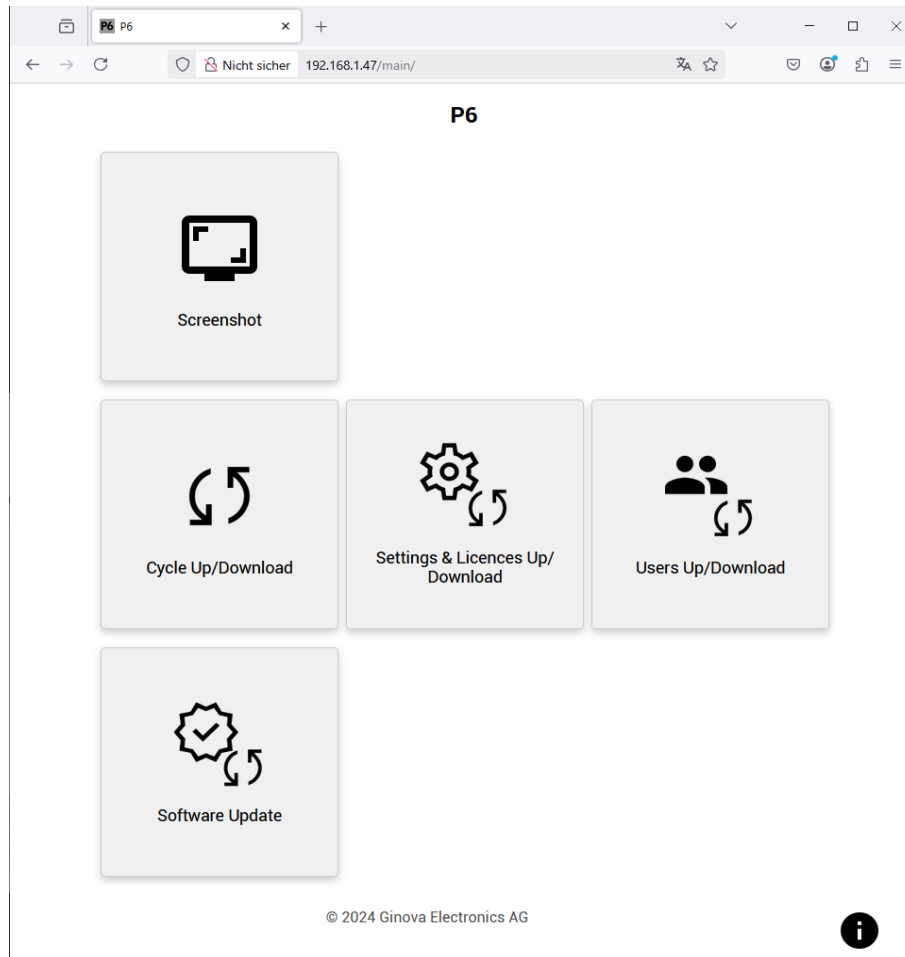 P6 P6
Nicht sicher 192.168.1.47/main/
P6
Screenshot
Cycle Up/Download
Settings & Licences Up/
Download
Users Up/Download
Software Update
© 2024 Ginova Electronics AG